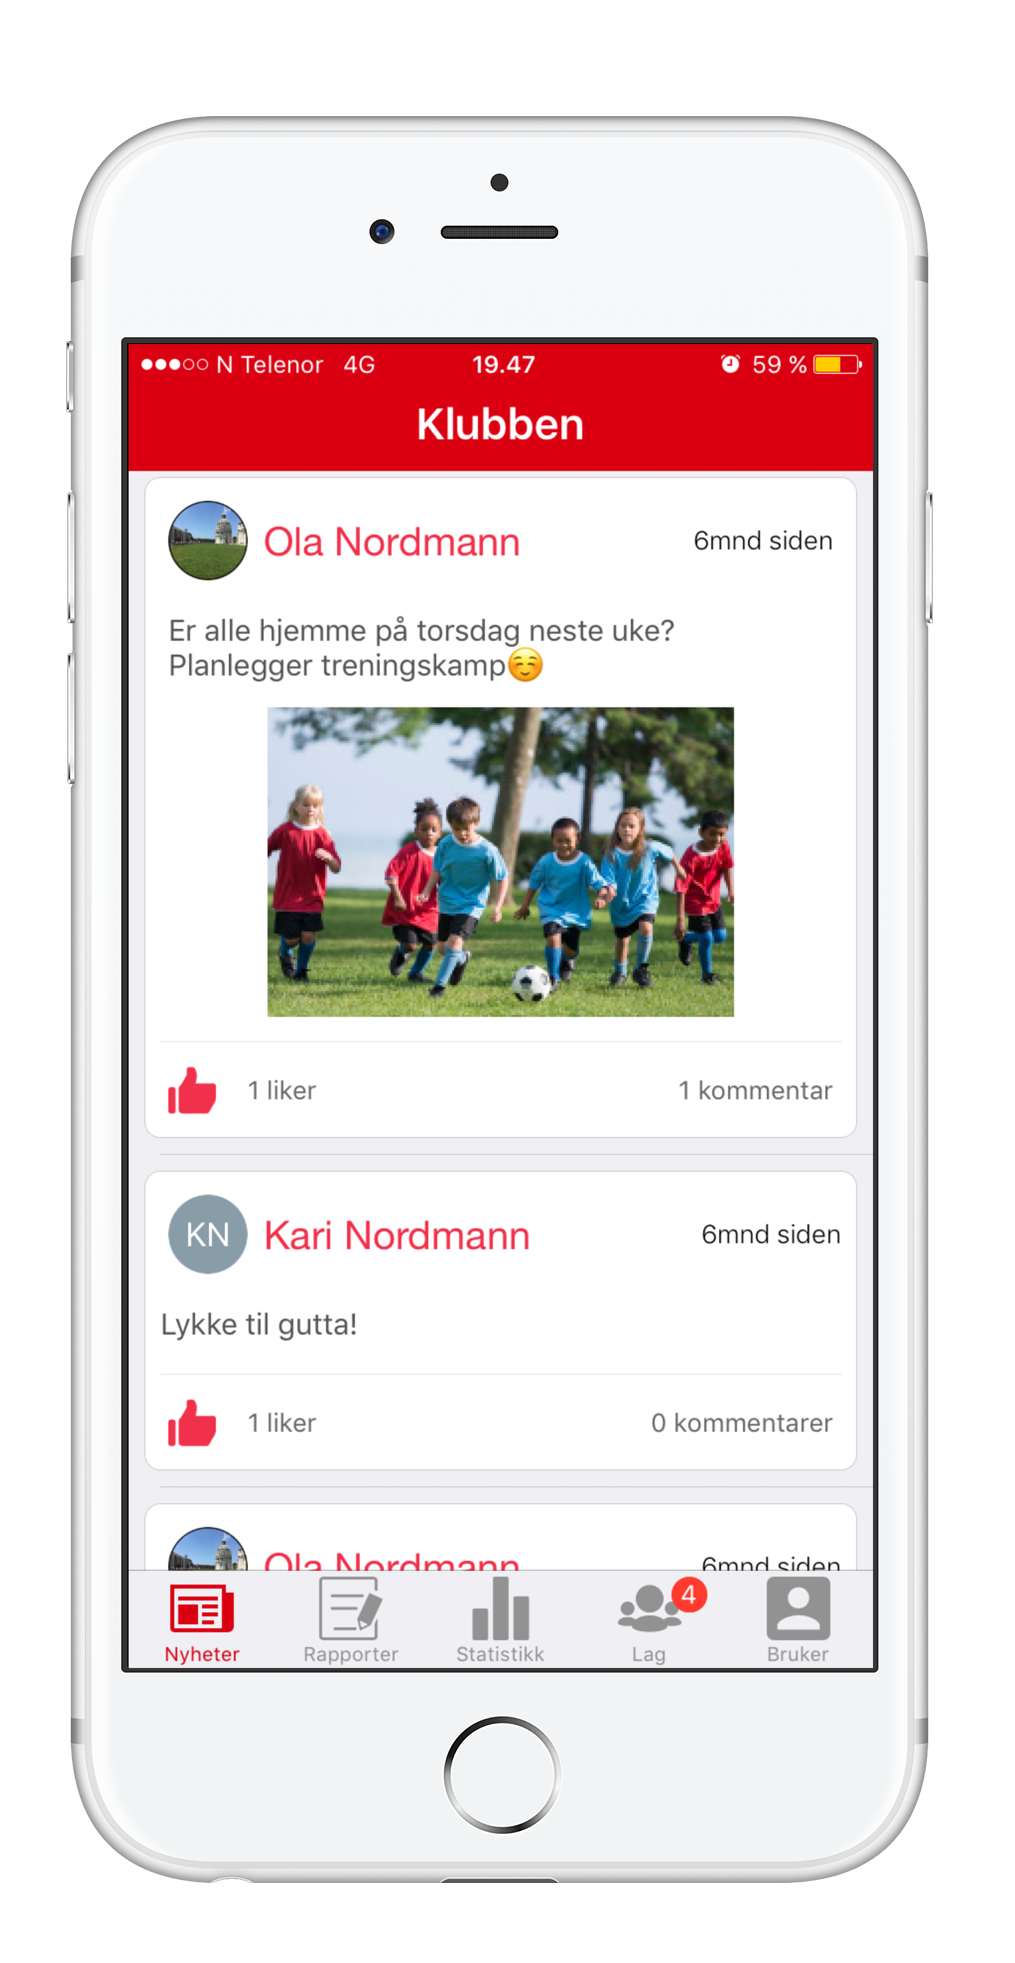 N Telenor 4G 19.47 59 %
Klubben
Ola Nordmann 6mnd siden
Er alle hjemme på torsdag neste uke?
Planlegger treningskamp☺️
1 liker 1 kommentar
KN Kari Nordmann 6mnd siden
Lykke til gutta!
1 liker 0 kommentarer
Ola Nordmann 6mnd siden
4
Nyheter Rapporter Statistikk Lag Bruker